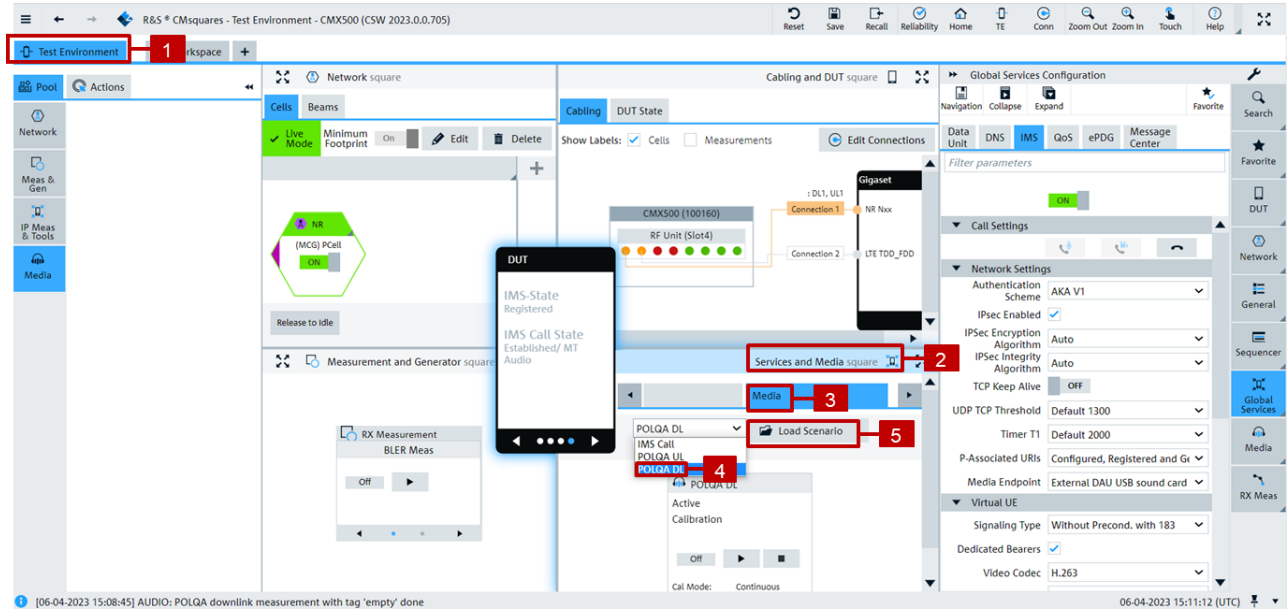 R&S ® CMsquares - Test Environment - CMX500 (CSW 2023.0.0.705)
Reset Save Recall Reliability Home TE Conn Zoom Out Zoom In Touch Help
Test Environment 1 kspace +
Pool Actions
Network
Meas &
Gen
IP Meas
& Tools
Media
Network square
Cells Beams
Live
Mode
Minimum
Footprint
On
Edit
Delete
NR
(MCG) PCell
ON
Release to Idle
Cabling and DUT square
Cabling DUT State
Show Labels: Cells Measurements
Edit Connections
CMX500 (100160)
RF Unit (Slot4)
: DL1, UL1
Connection 1
Connection 2
Gigaset
NR Nxx
LTE TDD_FDD
DUT
IMS-State
Registered
IMS Call State
Established/ MT
Audio
Measurement and Generator square
RX Measurement
BLER Meas
Off
Services and Media square 2
Media 3
POLQA DL
Load Scenario 5
IMS Call
POLQA UL
POLQA DL 4
POLQA DL
Active
Calibration
Off
Cal Mode: Continuous
Global Services Configuration
Navigation Collapse Expand Favorite
Data
Unit
DNS IMS QoS ePDG
Message
Center
Filter parameters
ON
Call Settings
Network Settings
Authentication
Scheme
AKA V1
IPsec Enabled
IPSec Encryption
Algorithm
Auto
IPSec Integrity
Algorithm
Auto
TCP Keep Alive OFF
UDP TCP Threshold Default 1300
Timer T1 Default 2000
P-Associated URIs Configured, Registered and Ge
Media Endpoint External DAU USB sound card
Virtual UE
Signaling Type Without Precond. with 183
Dedicated Bearers
Video Codec H.263
Search
Favorite
DUT
Network
General
Sequencer
Global
Services
Media
RX Meas
[06-04-2023 15:08:45] AUDIO: POLQA downlink measurement with tag 'empty' done
06-04-2023 15:11:12 (UTC)